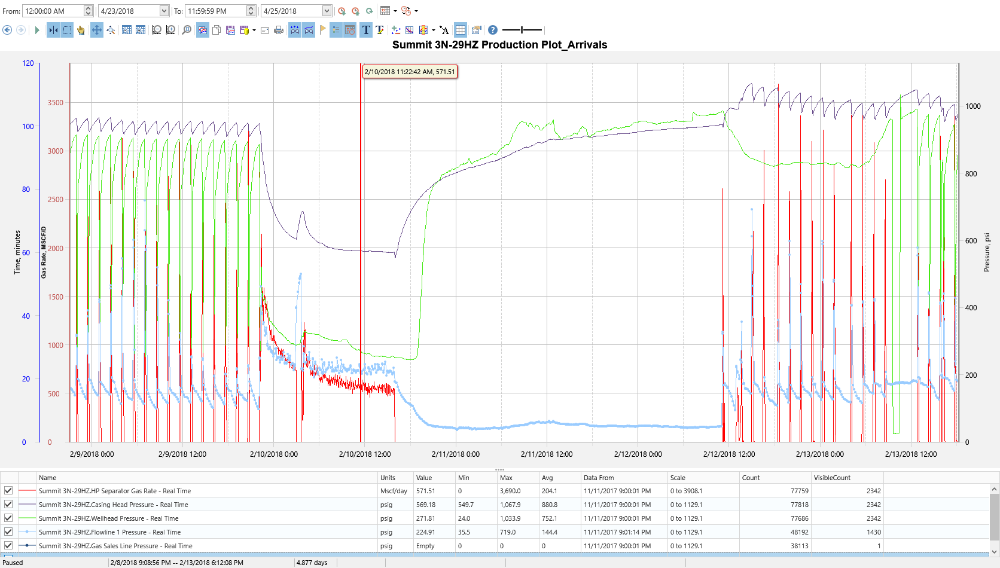 From: 12:00:00 AM 4/23/2018 To: 11:59:59 PM 4/25/2018
Summit 3N-29HZ Production Plot_Arrivals
2/10/2018 11:22:42 AM, 571.51
120
100
80
60
40
20
0
Time, minutes
3500
3000
2500
2000
1500
1000
500
0
Gas Rate, MSCF/D
1000
800
600
400
200
0
Pressure, psi
2/9/2018 0:00 2/9/2018 12:00 2/10/2018 0:00 2/10/2018 12:00 2/11/2018 0:00 2/11/2018 12:00 2/12/2018 0:00 2/12/2018 12:00 2/13/2018 0:00 2/13/2018 12:00
Name Units Value Min Max Avg Data From Scale Count VisibleCount
Summit 3N-29HZ.HP Separator Gas Rate - Real Time Mscf/day 571.51 0 3,690.0 204.1 11/11/2017 9:00:01 PM 0 to 3908.1 77759 2342
Summit 3N-29HZ.Casing Head Pressure - Real Time psig 569.18 549.7 1,067.9 880.8 11/11/2017 9:00:01 PM 0 to 1129.1 77818 2342
Summit 3N-29HZ.Wellhead Pressure - Real Time psig 271.81 24.0 1,033.9 752.1 11/11/2017 9:00:01 PM 0 to 1129.1 77686 2342
Summit 3N-29HZ.Flowline 1 Pressure - Real Time psig 224.91 35.5 719.0 144.4 11/11/2017 9:01:14 PM 0 to 1129.1 48192 1430
Summit 3N-29HZ.Gas Sales Line Pressure - Real Time psig Empty 0 0 0 11/11/2017 9:00:01 PM 0 to 1129.1 38113 1
Paused 2/8/2018 9:08:56 PM -- 2/13/2018 6:12:08 PM 4.877 days